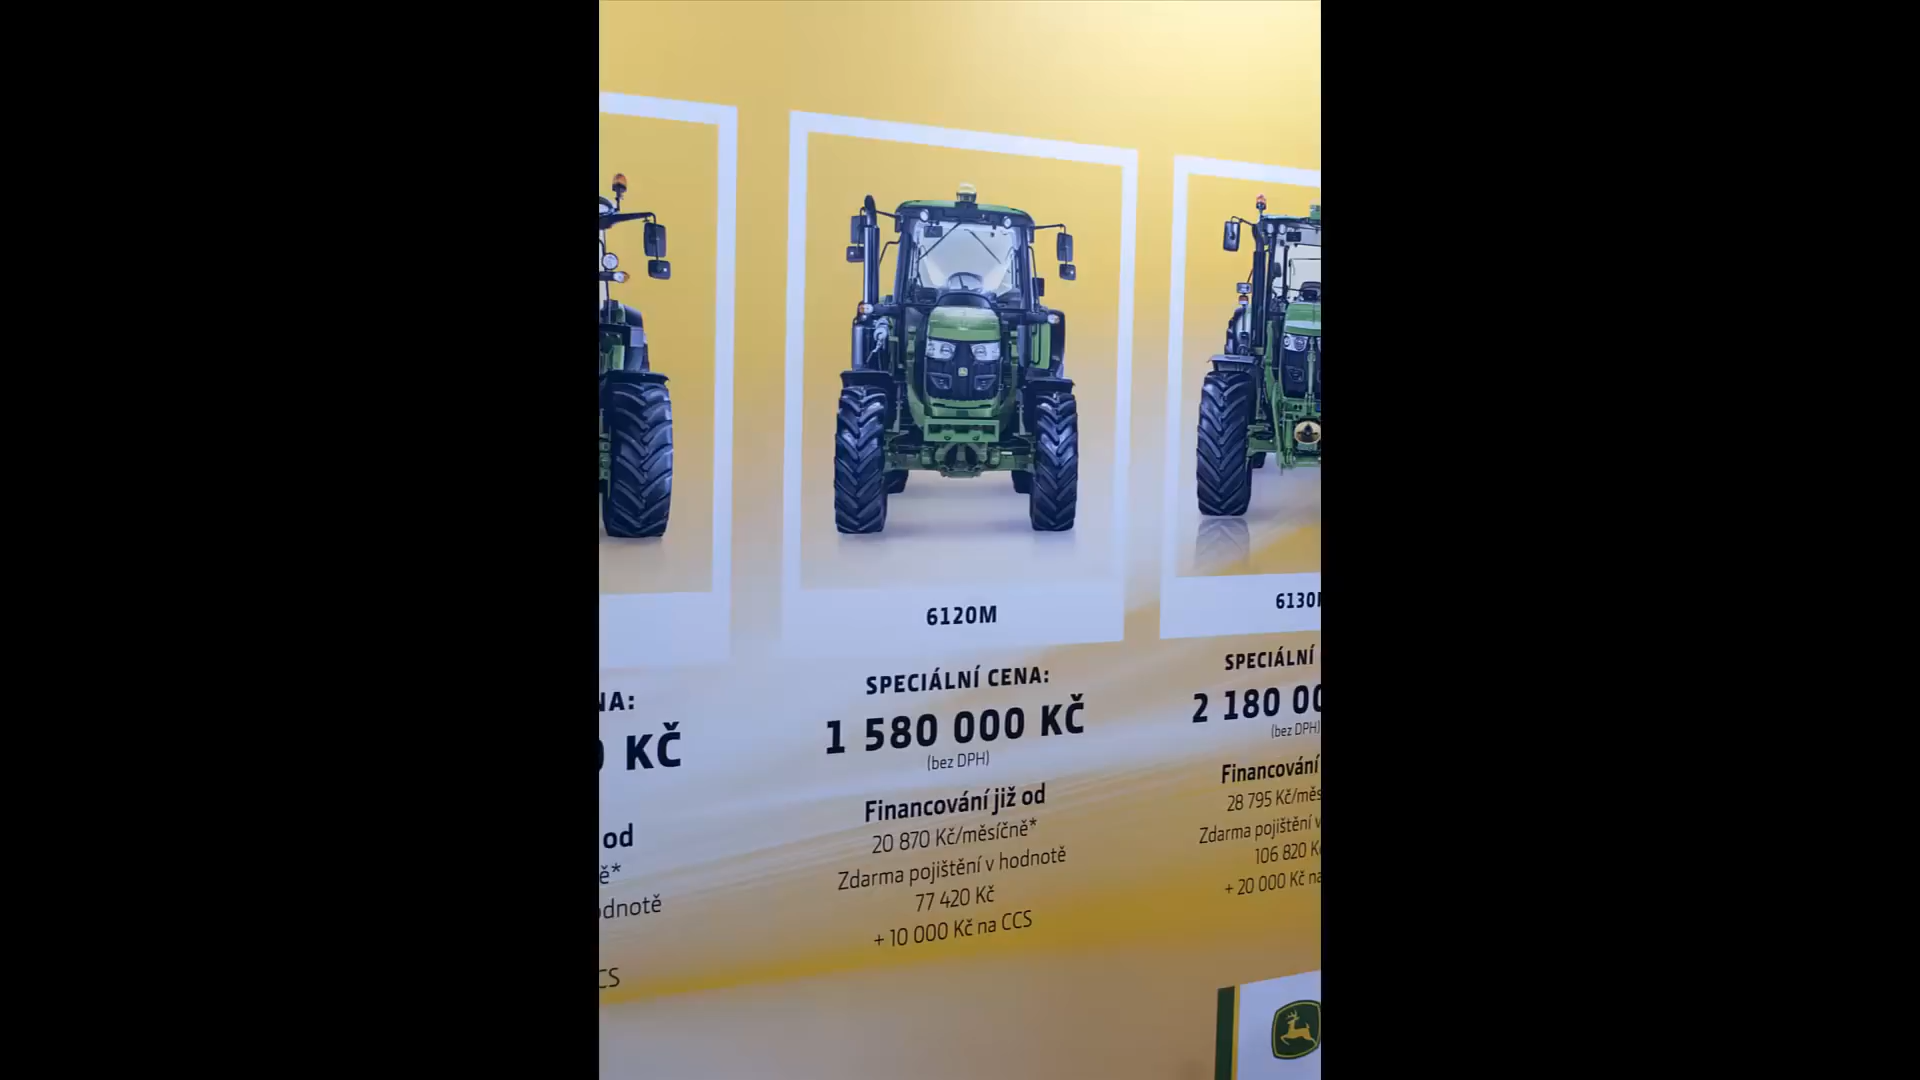 NA:
KČ
od
ě*
odnotě
CS
6120M
SPECIÁLNÍ CENA:
1 580 000 KČ
(bez DPH)
Financování již od
20 870 Kč/měsíčně*
Zdarma pojištění v hodnotě
77 420 Kč
+ 10 000 Kč na CCS
6130
SPECIÁLNÍ
2 180 00
(bez DPH)
Financování
28 795 Kč/měs
Zdarma pojištění v
106 820 K
+ 20 000 Kč na